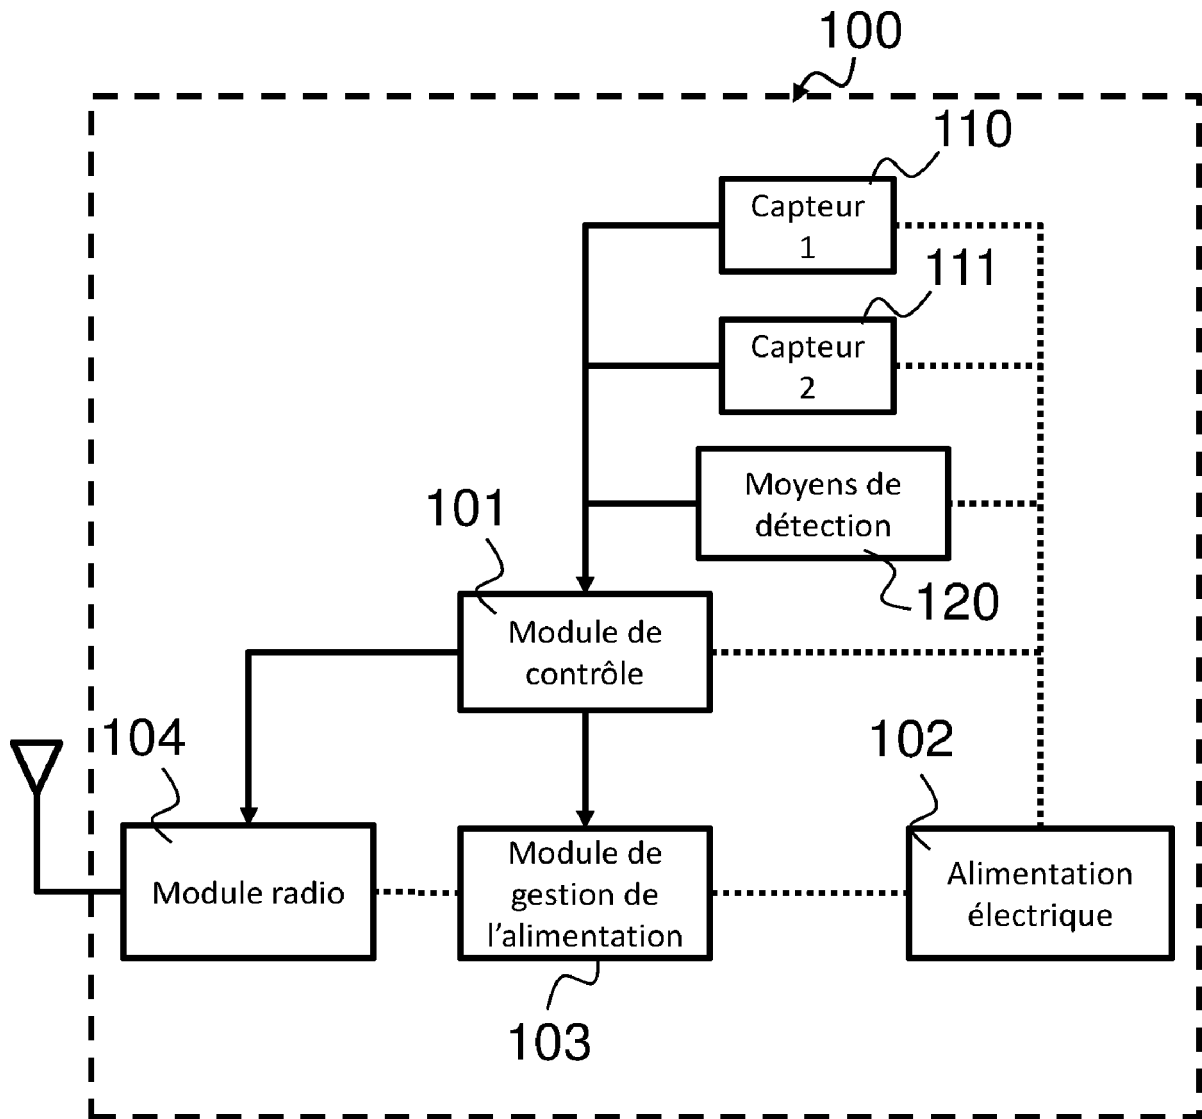 100
110
Capteur
1
111
Capteur
2
Moyens de
détection
120
101
Module de
contrôle
104
102
Module radio
Module de
gestion de
l’alimentation
Alimentation
électrique
103